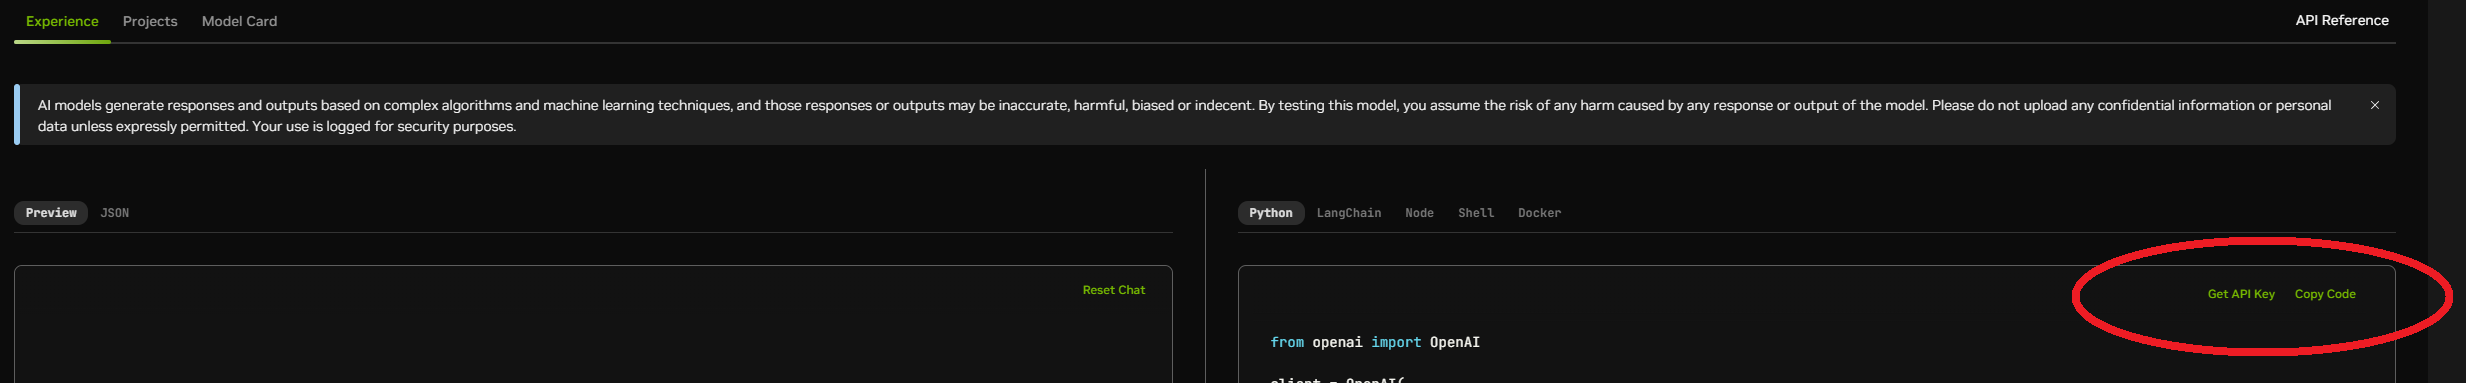 Experience Projects Model Card API Reference
AI models generate responses and outputs based on complex algorithms and machine learning techniques, and those responses or outputs may be inaccurate, harmful, biased or indecent. By testing this model, you assume the risk of any harm caused by any response or output of the model. Please do not upload any confidential information or personal
data unless expressly permitted. Your use is logged for security purposes.
Preview JSON
Reset Chat
Python LangChain Node Shell Docker
Get API Key Copy Code
from openai import OpenAI
client = OpenAI(